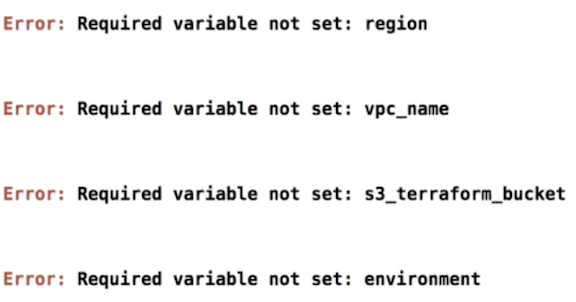 Error: Required variable not set: region
Error: Required variable not set: vpc_name
Error: Required variable not set: s3_terraform_bucket
Error: Required variable not set: environment